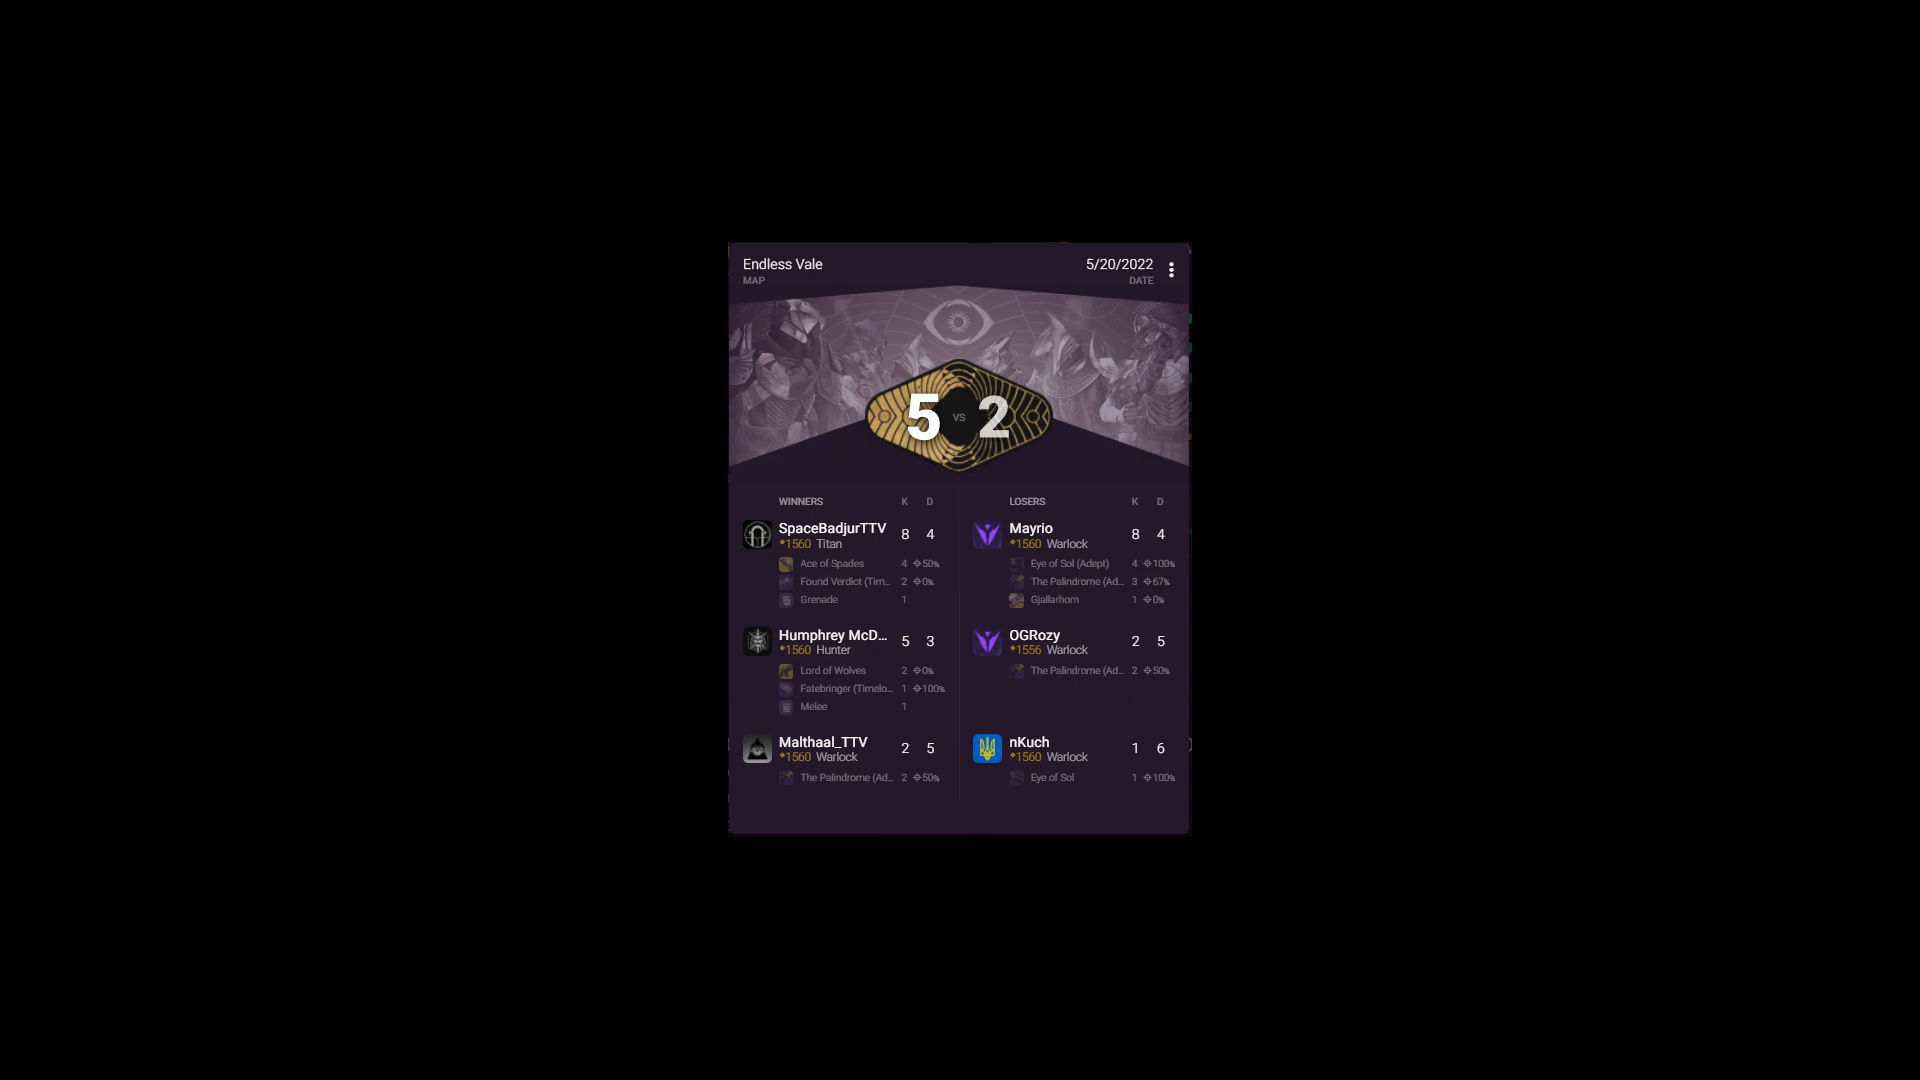 Endless Vale
MAP
5/20/2022
DATE
5 VS 2
WINNERS K D
SpaceBadjurTTV 8 4
1560 Titan
Ace of Spades 4 50%
Found Verdict (Tim... 2 0%
Grenade 1
Humphrey McD... 5 3
1560 Hunter
Lord of Wolves 2 0%
Fatebringer (Timelo... 1 100%
Melee 1
Malthaal_TTV 2 5
1560 Warlock
The Palindrome (Ad... 2 50%
LOSERS K D
Mayrio 8 4
1560 Warlock
Eye of Sol (Adept) 4 100%
The Palindrome (Ad... 3 67%
Gjallarhorn 1 0%
OGRozy 2 5
1556 Warlock
The Palindrome (Ad... 2 50%
nKuch 1 6
1560 Warlock
Eye of Sol 1 100%